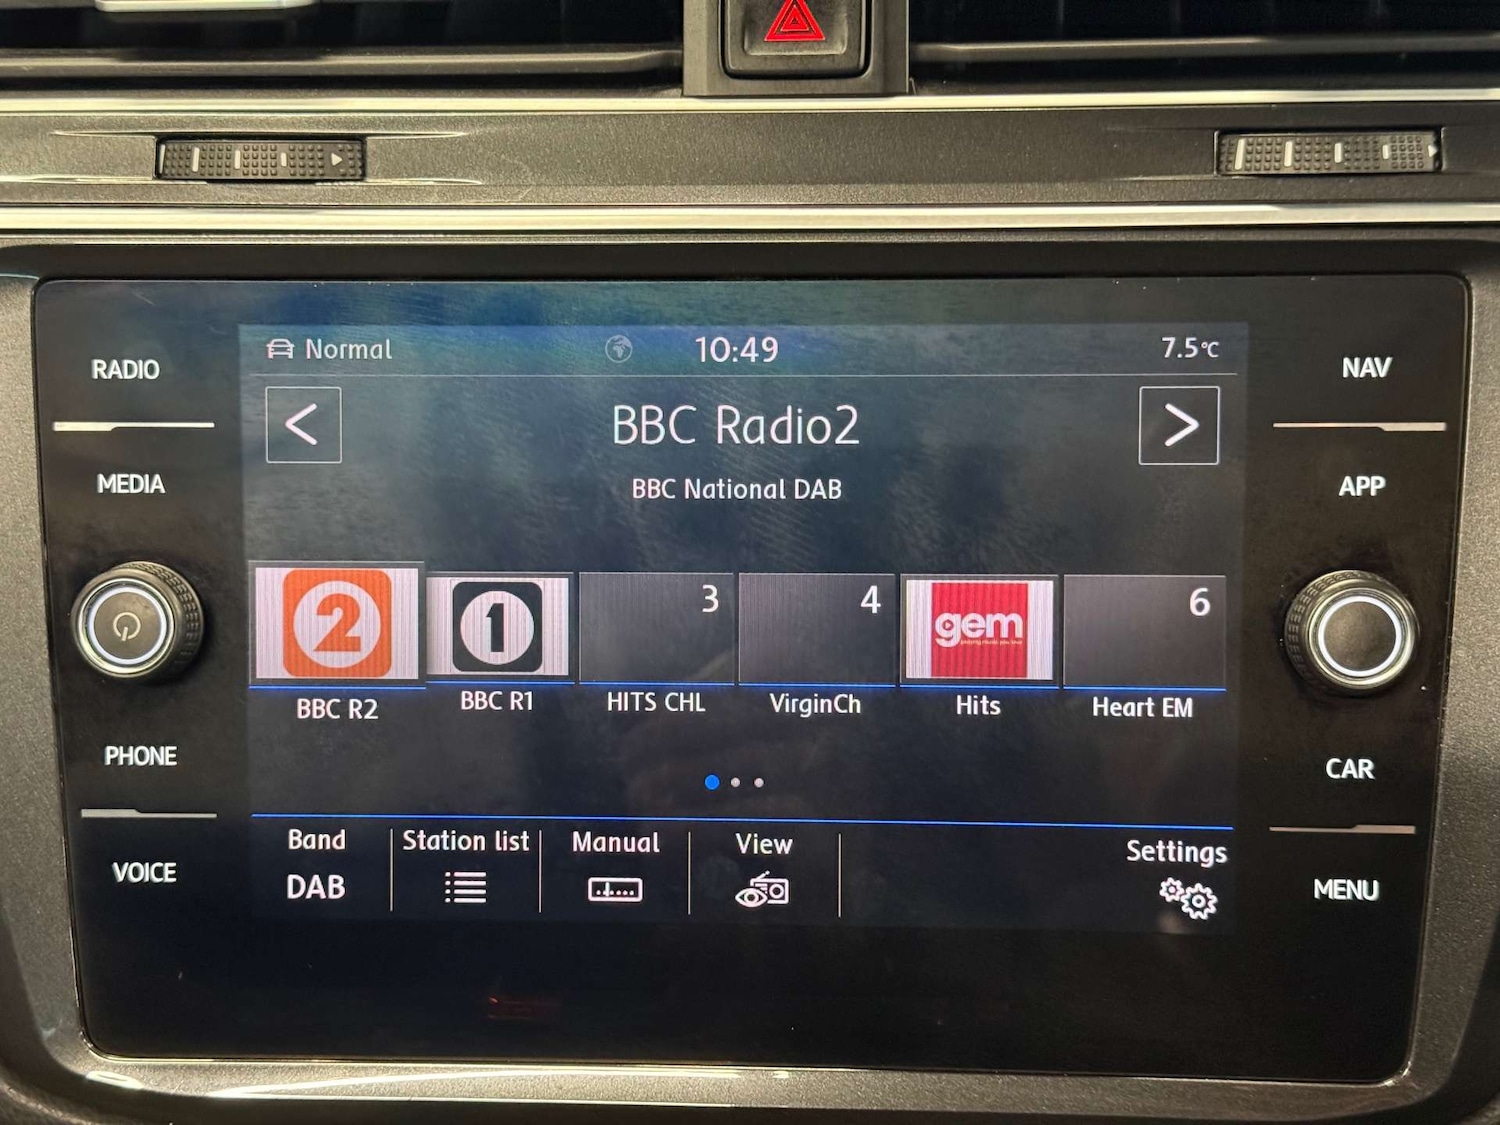 RADIO
MEDIA
PHONE
VOICE
NAV
APP
CAR
MENU
Normal
10:49
7.5°C
<
BBC Radio2
>
BBC National DAB
2
1
3
4
gem
6
BBC R2
BBC R1
HITS CHL
VirginCh
Hits
Heart EM
Band
DAB
Station list
Manual
View
Settings